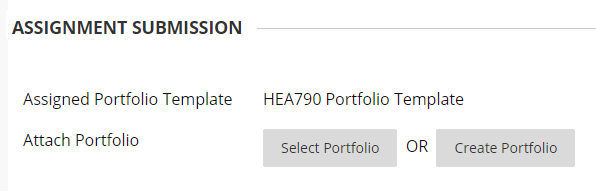 ASSIGNMENT SUBMISSION
Assigned Portfolio Template HEA790 Portfolio Template
Attach Portfolio Select Portfolio OR Create Portfolio